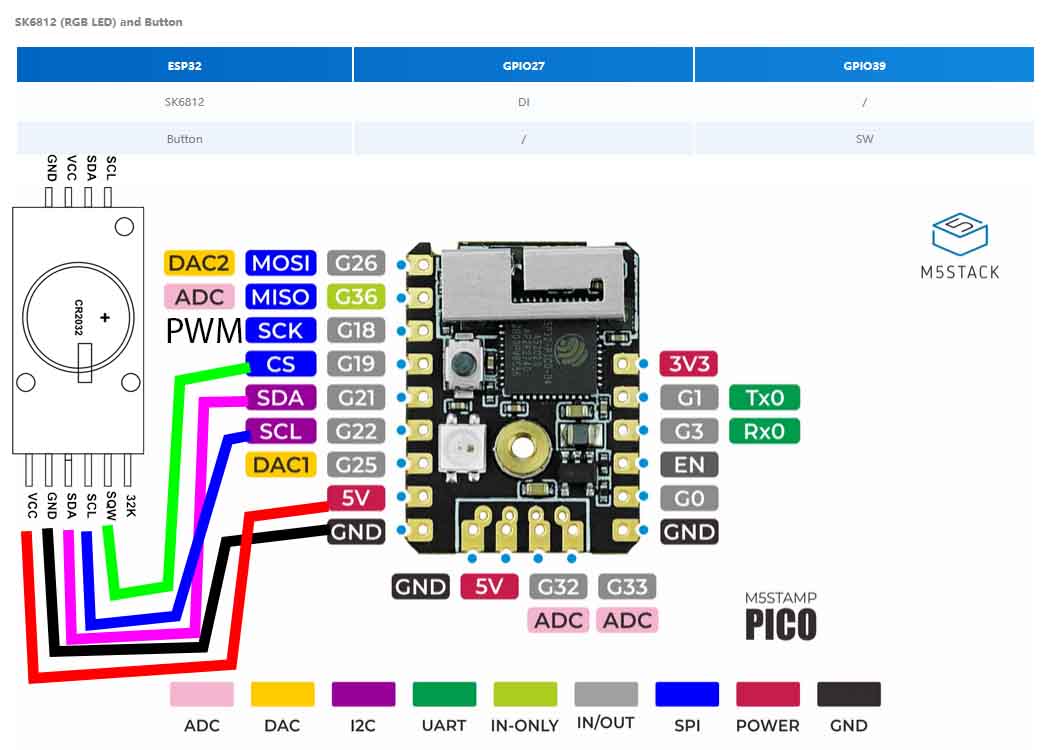 SK6812 (RGB LED) and Button
ESP32 GPIO27 GPIO39
SK6812 DI /
Button / SW
GND VCC SDA SCL
M5STACK
DAC2 MOSI G26
ADC MISO G36
PWM SCK G18
CR2032 +
CS G19 3V3
SDA G21 G1 Tx0
SCL G22 G3 Rx0
DAC1 G25 EN
5V G0
VCC GND SDA SCL SQW 32K
GND GND
GND 5V G32 G33
ADC ADC
M5STAMP
PICO
ADC DAC I2C UART IN-ONLY IN/OUT SPI POWER GND